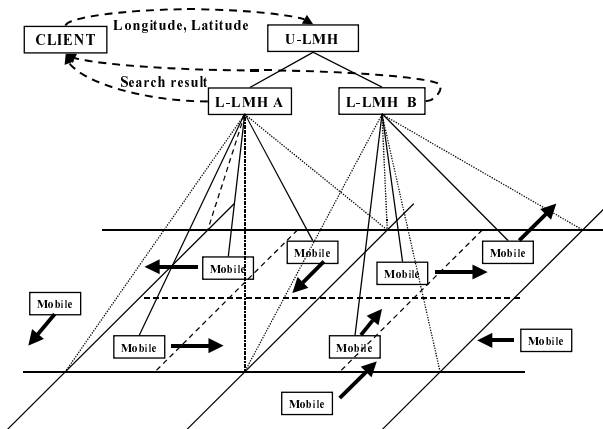 Longitude, Latitude
CLIENT
U-LMH
Search result
L-LMH A
L-LMH B
Mobile
Mobile
Mobile
Mobile
Mobile
Mobile
Mobile
Mobile
Mobile